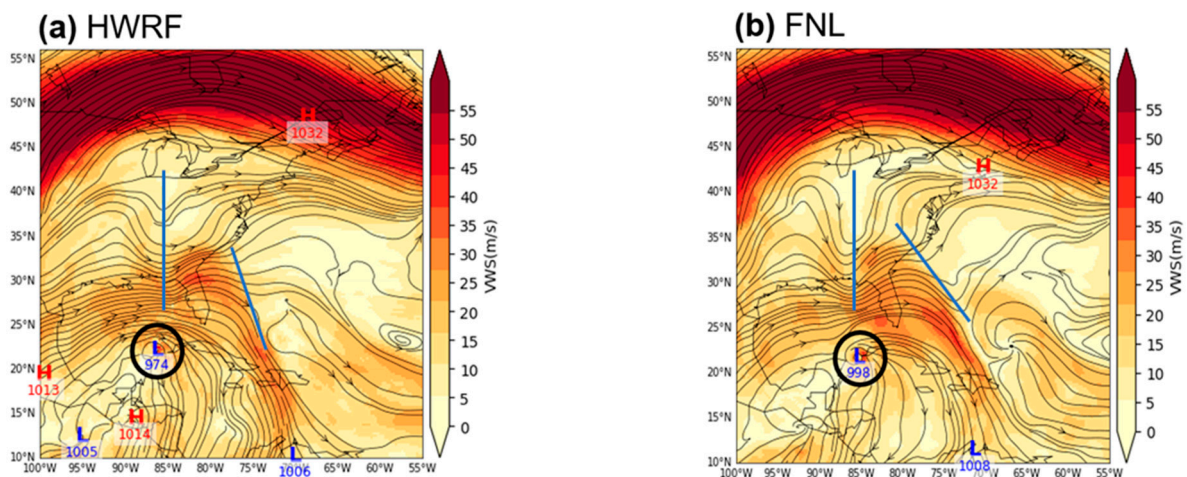 (a) HWRF
55°N
50°N
45°N
40°N
35°N
30°N
25°N
20°N
15°N
10°N
100°W 95°W 90°W 85°W 80°W 75°W 70°W 65°W 60°W 55°W
H
1032
L
974
H
1013
H
1014
L
1005
L
1006
55
50
45
40
35
30
25
20
15
10
5
0
VWS(m/s)
(b) FNL
55°N
50°N
45°N
40°N
35°N
30°N
25°N
20°N
15°N
10°N
100°W 95°W 90°W 85°W 80°W 75°W 70°W 65°W 60°W 55°W
H
1032
L
998
L
1008
55
50
45
40
35
30
25
20
15
10
5
0
VWS(m/s)